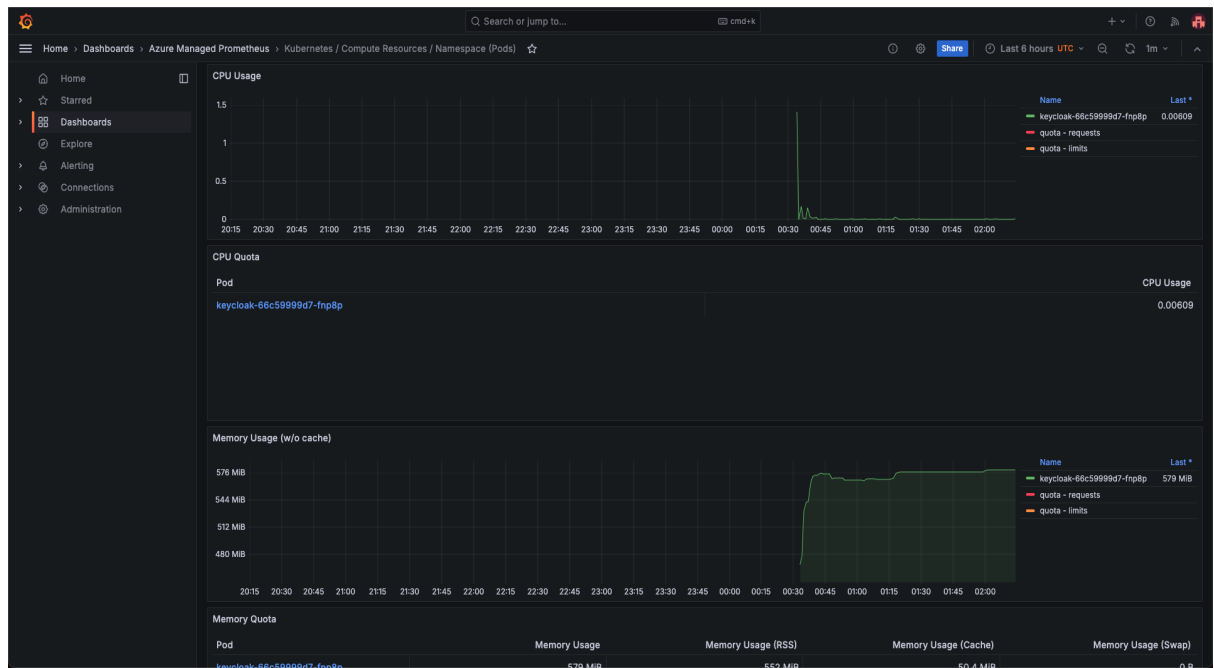 Search or jump to... cmd+k
Home › Dashboards › Azure Managed Prometheus › Kubernetes / Compute Resources / Namespace (Pods) Share Last 6 hours UTC 1m
Home
Starred
Dashboards
Explore
Alerting
Connections
Administration
CPU Usage
1.5
1
0.5
0
20:15 20:30 20:45 21:00 21:15 21:30 21:45 22:00 22:15 22:30 22:45 23:00 23:15 23:30 23:45 00:00 00:15 00:30 00:45 01:00 01:15 01:30 01:45 02:00
Name Last *
keycloak-66c59999d7-fnp8p 0.00609
quota - requests
quota - limits
CPU Quota
Pod CPU Usage
keycloak-66c59999d7-fnp8p 0.00609
Memory Usage (w/o cache)
576 MiB
544 MiB
512 MiB
480 MiB
20:15 20:30 20:45 21:00 21:15 21:30 21:45 22:00 22:15 22:30 22:45 23:00 23:15 23:30 23:45 00:00 00:15 00:30 00:45 01:00 01:15 01:30 01:45 02:00
Name Last *
keycloak-66c59999d7-fnp8p 579 MiB
quota - requests
quota - limits
Memory Quota
Pod Memory Usage Memory Usage (RSS) Memory Usage (Cache) Memory Usage (Swap)
keycloak-66c59999d7-fnp8p 579 MiB 552 MiB 50.4 MiB 0 B